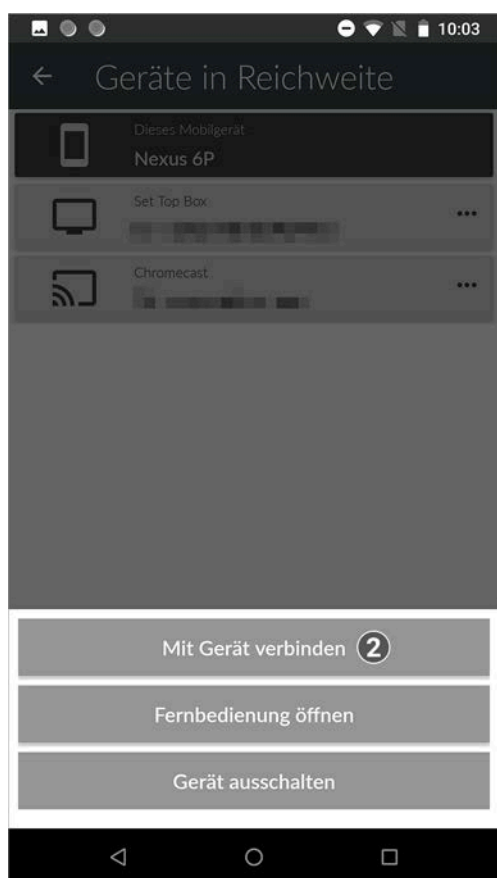 10:03
Geräte in Reichweite
Dieses Mobilgerät
Nexus 6P
Set Top Box
Chromecast
Mit Gerät verbinden 2
Fernbedienung öffnen
Gerät ausschalten